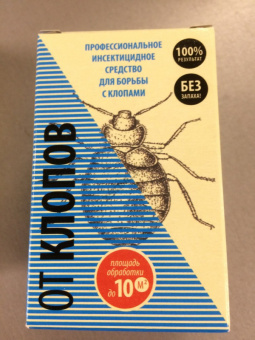 ПРОФЕССИОНАЛЬНОЕ
ИНСЕКТИЦИДНОЕ
СРЕДСТВО
ДЛЯ БОРЬБЫ
С КЛОПАМИ
100%
РЕЗУЛЬТАТ
БЕЗ
ЗАПАХА!
ОТ КЛОПОВ
площадь
обработки
до 10 м²